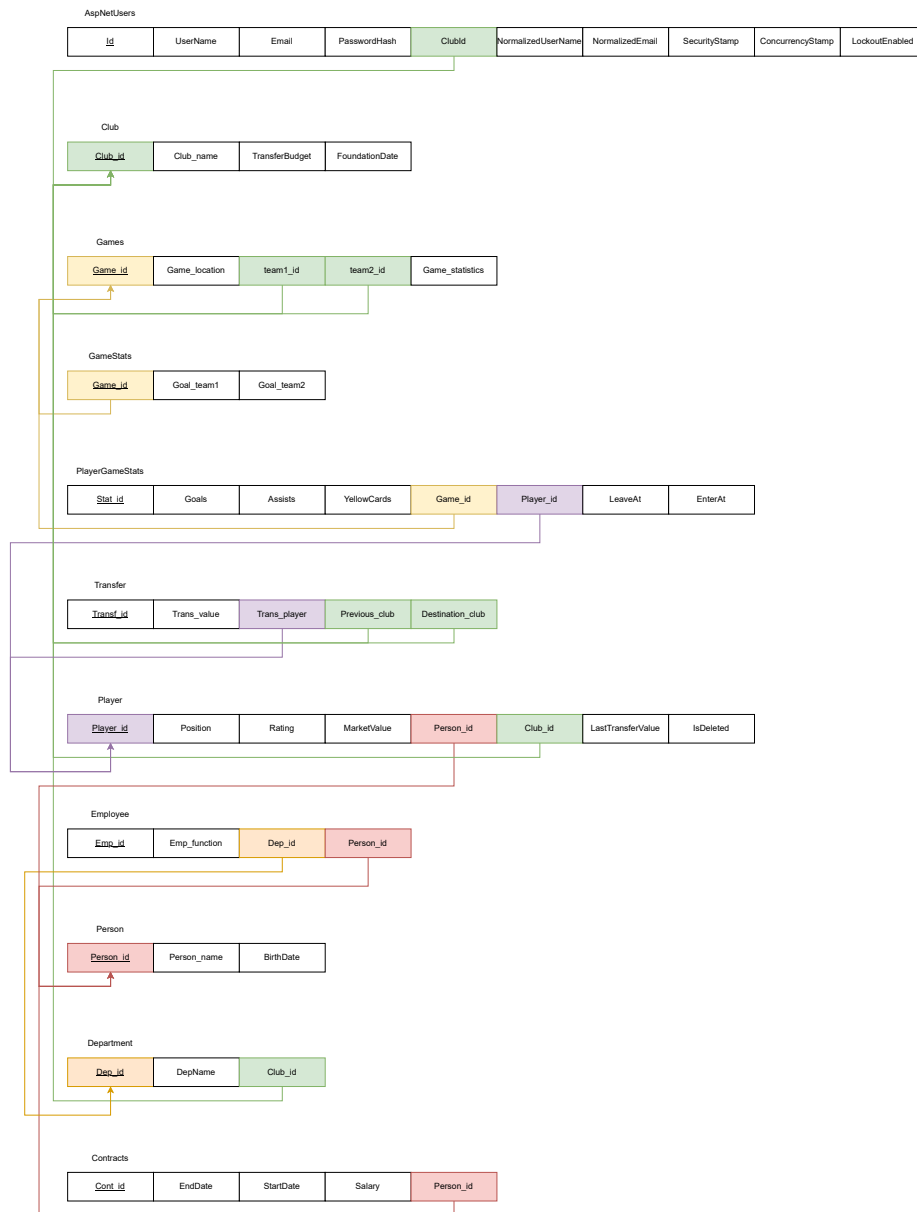 AspNetUsers
Id UserName Email PasswordHash ClubId NormalizedUserName NormalizedEmail SecurityStamp ConcurrencyStamp LockoutEnabled
Club
Club_id Club_name TransferBudget FoundationDate
Games
Game_id Game_location team1_id team2_id Game_statistics
GameStats
Game_id Goal_team1 Goal_team2
PlayerGameStats
Stat_id Goals Assists YellowCards Game_id Player_id LeaveAt EnterAt
Transfer
Transf_id Trans_value Trans_player Previous_club Destination_club
Player
Player_id Position Rating MarketValue Person_id Club_id LastTransferValue IsDeleted
Employee
Emp_id Emp_function Dep_id Person_id
Person
Person_id Person_name BirthDate
Department
Dep_id DepName Club_id
Contracts
Cont_id EndDate StartDate Salary Person_id